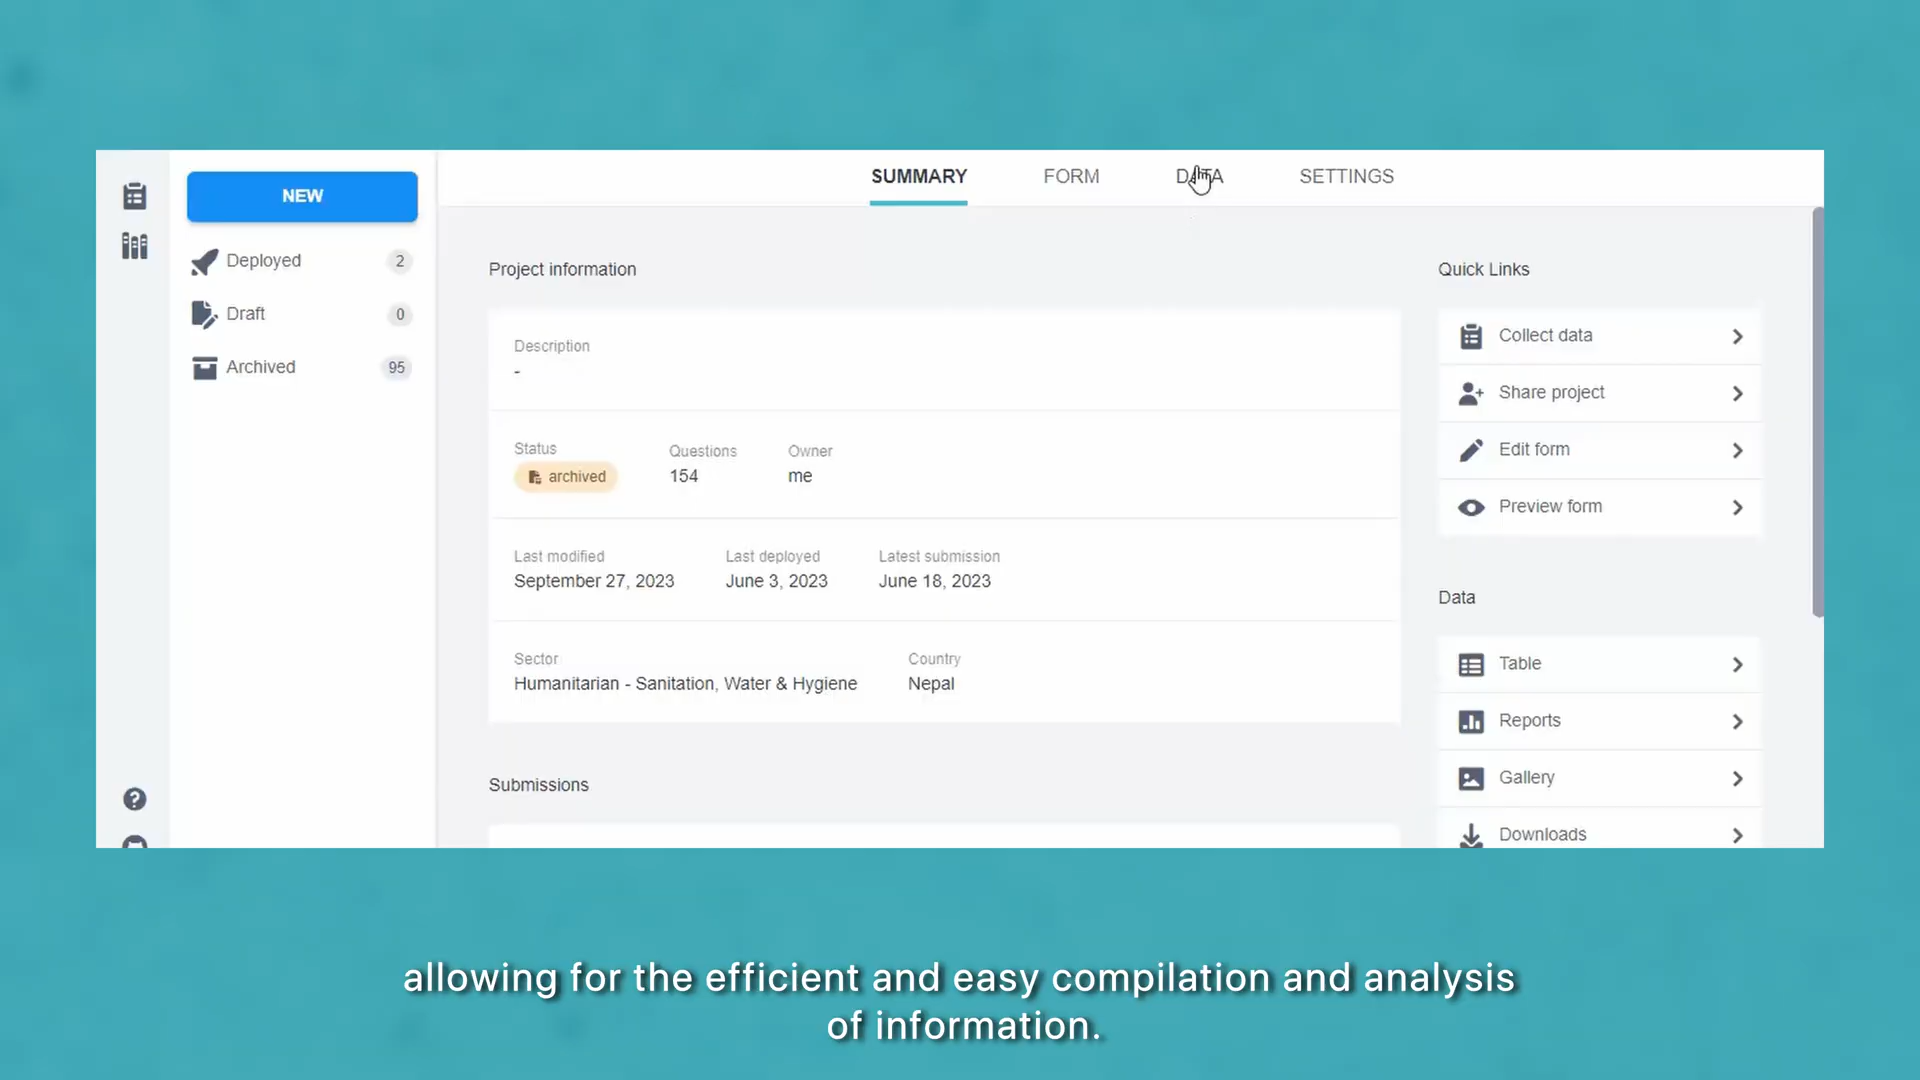 SUMMARY
FORM
DATA
SETTINGS
NEW
Deployed
2
Draft
0
Archived
95
Project information
Description
-
Status
archived
Questions
154
Owner
me
Last modified
September 27, 2023
Last deployed
June 3, 2023
Latest submission
June 18, 2023
Sector
Humanitarian - Sanitation, Water & Hygiene
Country
Nepal
Submissions
Quick Links
Collect data
Share project
Edit form
Preview form
Data
Table
Reports
Gallery
Downloads
allowing for the efficient and easy compilation and analysis
of information.